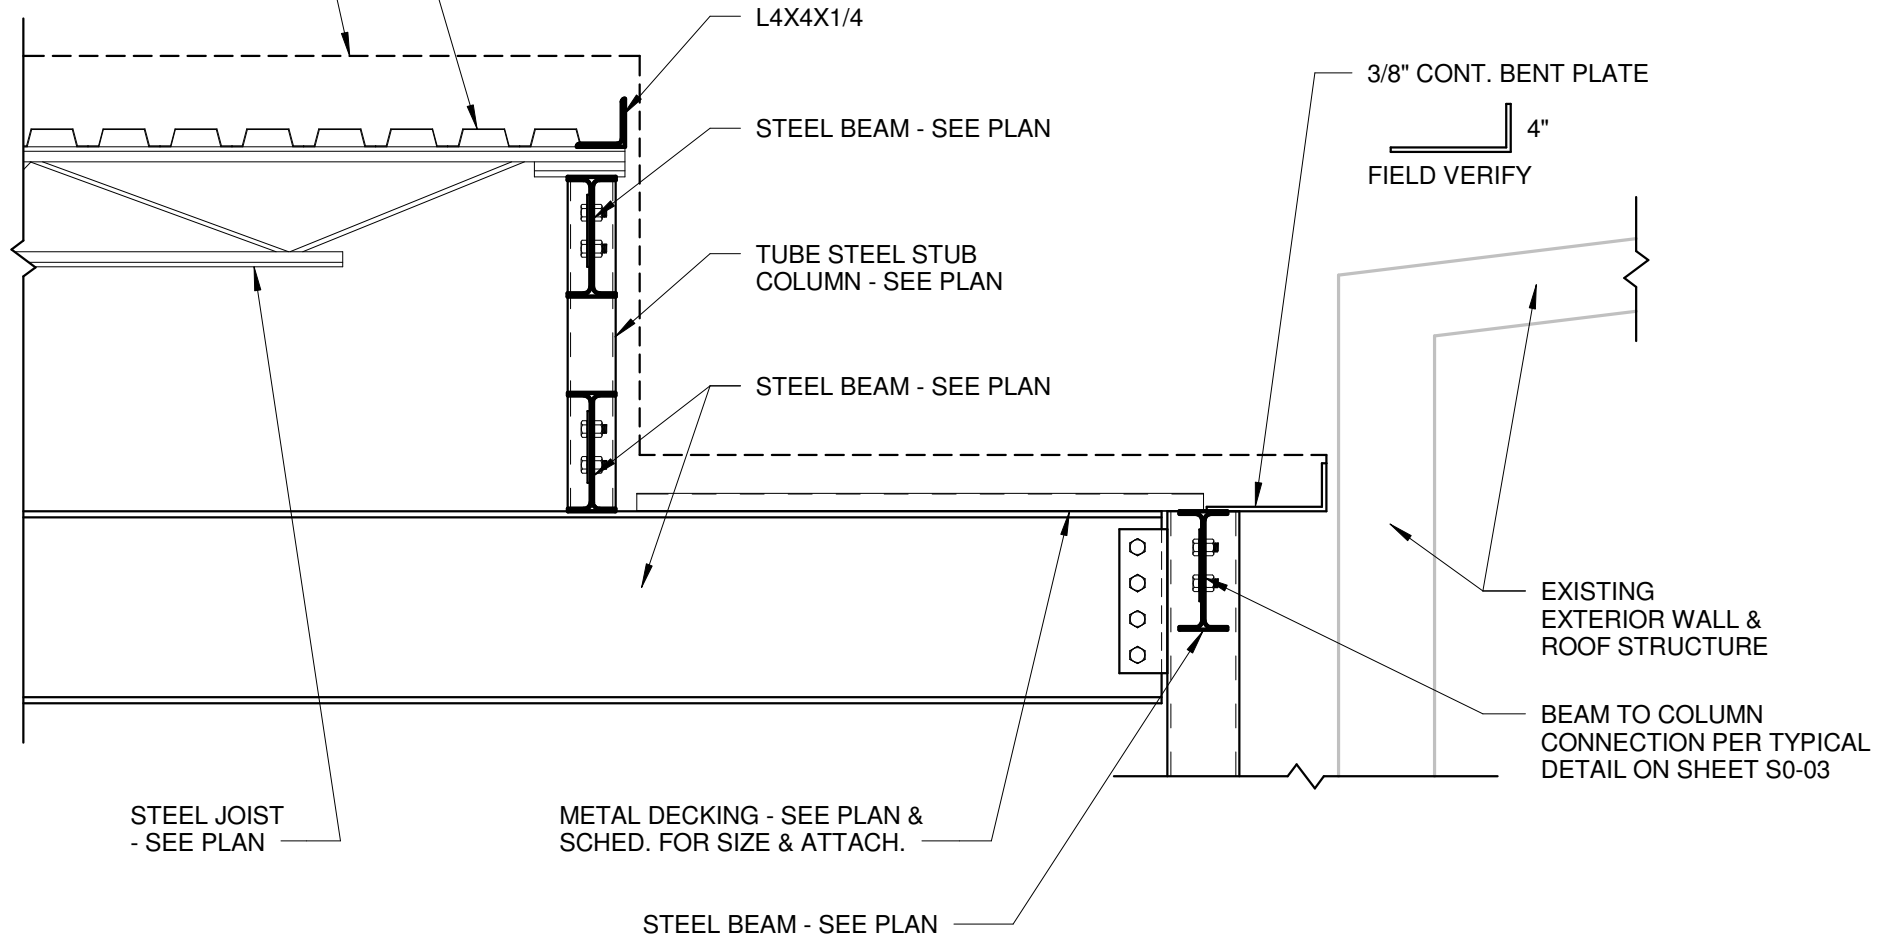 L4X4X1/4
3/8" CONT. BENT PLATE
4"
FIELD VERIFY
STEEL BEAM - SEE PLAN
TUBE STEEL STUB
COLUMN - SEE PLAN
STEEL BEAM - SEE PLAN
EXISTING
EXTERIOR WALL &
ROOF STRUCTURE
BEAM TO COLUMN
CONNECTION PER TYPICAL
DETAIL ON SHEET S0-03
STEEL JOIST
- SEE PLAN
METAL DECKING - SEE PLAN &
SCHED. FOR SIZE & ATTACH.
STEEL BEAM - SEE PLAN